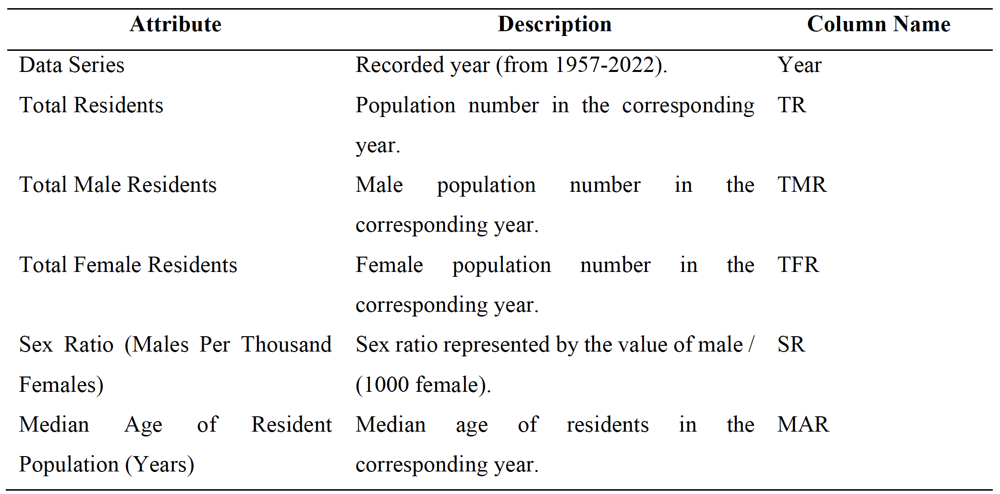 Attribute Description Column Name
Data Series Recorded year (from 1957-2022). Year
Total Residents Population number in the corresponding TR
year.
Total Male Residents Male population number in the TMR
corresponding year.
Total Female Residents Female population number in the TFR
corresponding year.
Sex Ratio (Males Per Thousand Sex ratio represented by the value of male / SR
Females) (1000 female).
Median Age of Resident Median age of residents in the MAR
Population (Years) corresponding year.